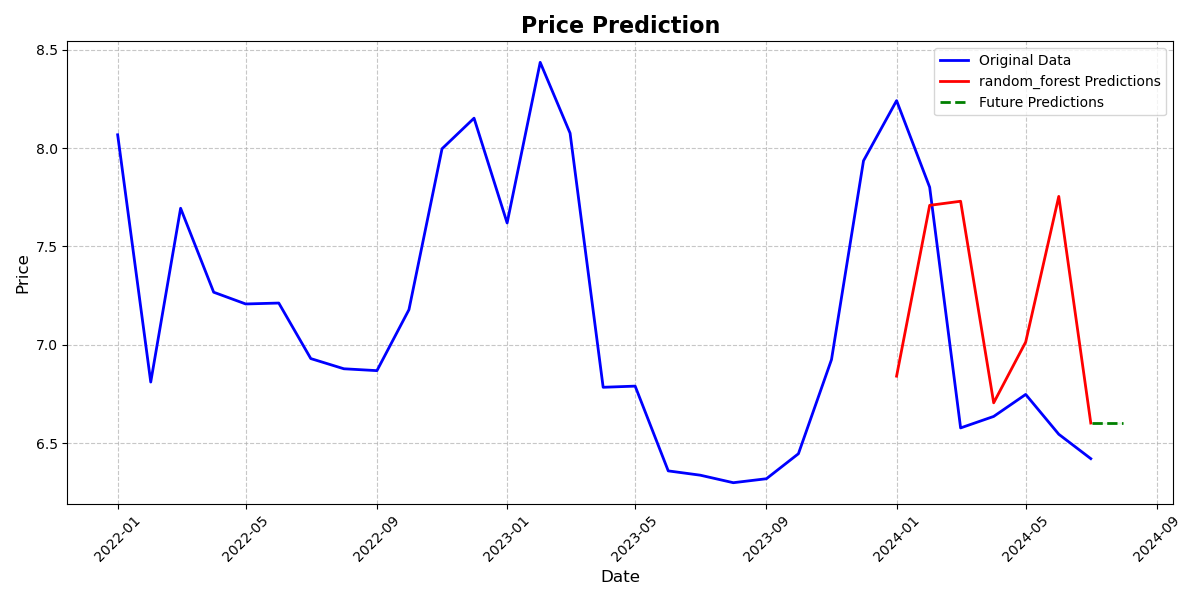 Price Prediction
Original Data
random_forest Predictions
Future Predictions
Price
8.5
8.0
7.5
7.0
6.5
2022-01
2022-05
2022-09
2023-01
2023-05
2023-09
2024-01
2024-05
2024-09
Date